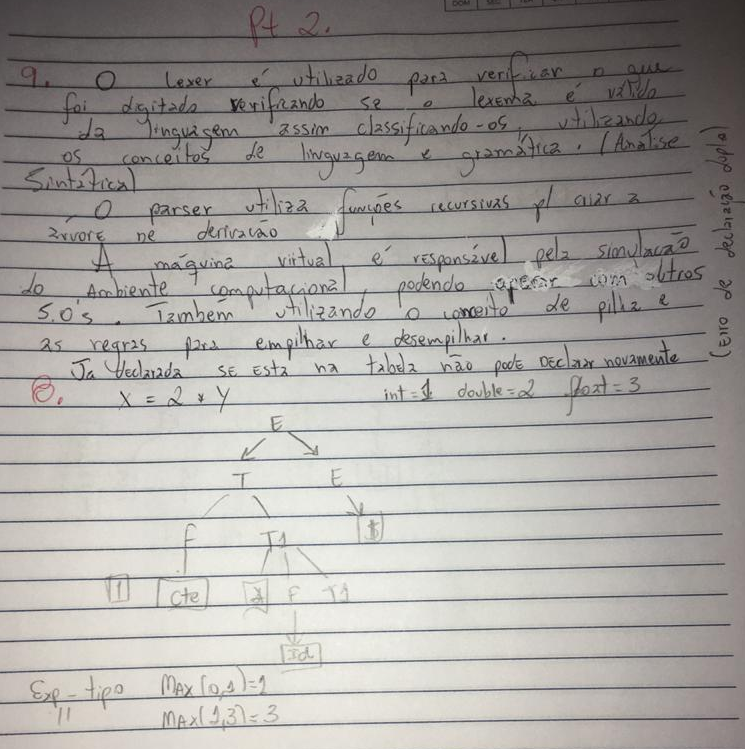 Pt 2.
9. O lexer é utilizado para verificar o que
foi digitado verificando se o lexema é válido
da linguagem assim classificando-os, utilizando
os conceitos de linguagem e gramática. (Análise
Sintática)
O parser utiliza funções recursivas p/ criar a
árvore de derivação
A máquina virtual é responsável pela simulação
do Ambiente computacional, podendo operar com outros
S.O's. Também utilizando o conceito de pilha e
as regras para empilhar e desempilhar.
Ja declarada se esta na tabela não pode Declarar novamente
(Erro de declaração dupla)
8. X = 2 * Y int = 1 double = 2 float = 3
E
T E
F T1
1 Cte F T1
Id
Exp - tipo MAX(0,1)=1
" MAX(1,3)=3